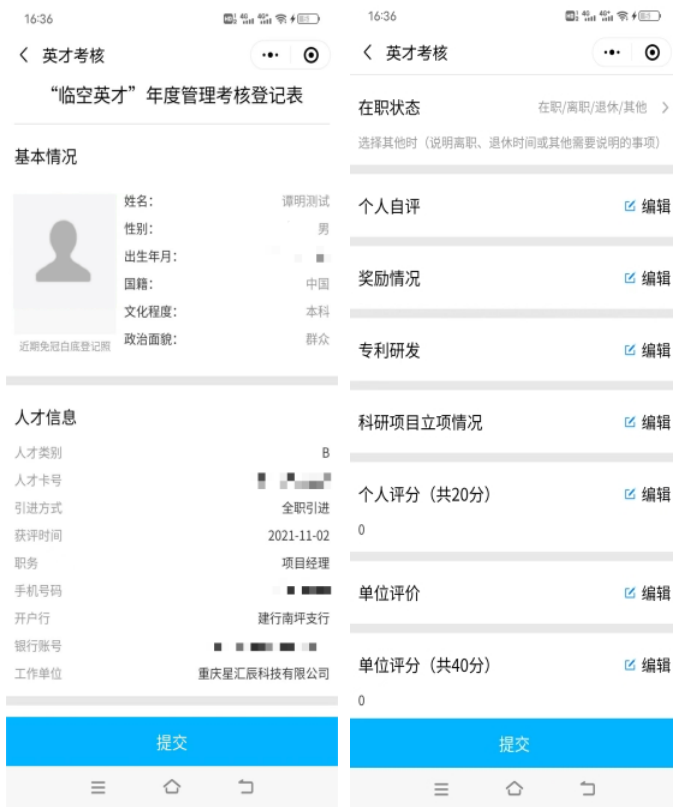 16:36
英才考核
“临空英才”年度管理考核登记表
基本情况
姓名： 谭明测试
性别： 男
出生年月：
国籍： 中国
文化程度： 本科
政治面貌： 群众
近期免冠白底登记照
人才信息
人才类别 B
人才卡号
引进方式 全职引进
获评时间 2021-11-02
职务 项目经理
手机号码
开户行 建行南坪支行
银行账号
工作单位 重庆星汇辰科技有限公司
提交
16:36
英才考核
在职状态 在职/离职/退休/其他
选择其他时（说明离职、退休时间或其他需要说明的事项）
个人自评 编辑
奖励情况 编辑
专利研发 编辑
科研项目立项情况 编辑
个人评分（共20分） 编辑
0
单位评价 编辑
单位评分（共40分） 编辑
0
提交